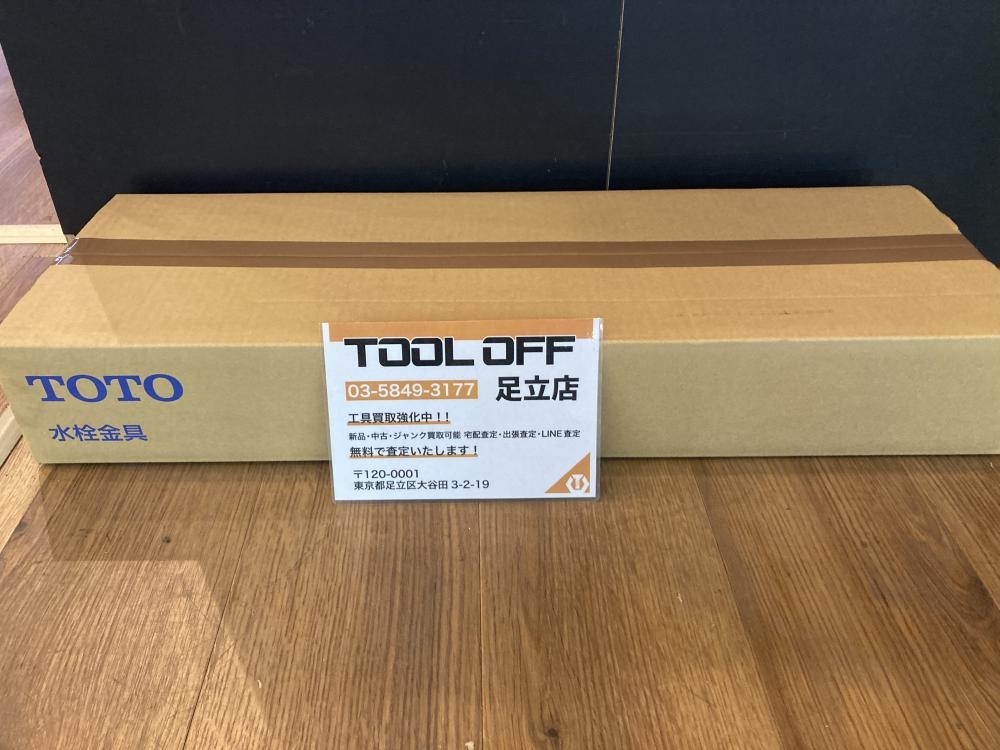 TOTO
水栓金具
TOOL OFF
03-5849-3177 足立店
工具買取強化中！！
新品・中古・ジャンク買取可能 宅配査定・出張査定・LINE査定
無料で査定いたします！
〒120-0001
東京都足立区大谷田 3-2-19